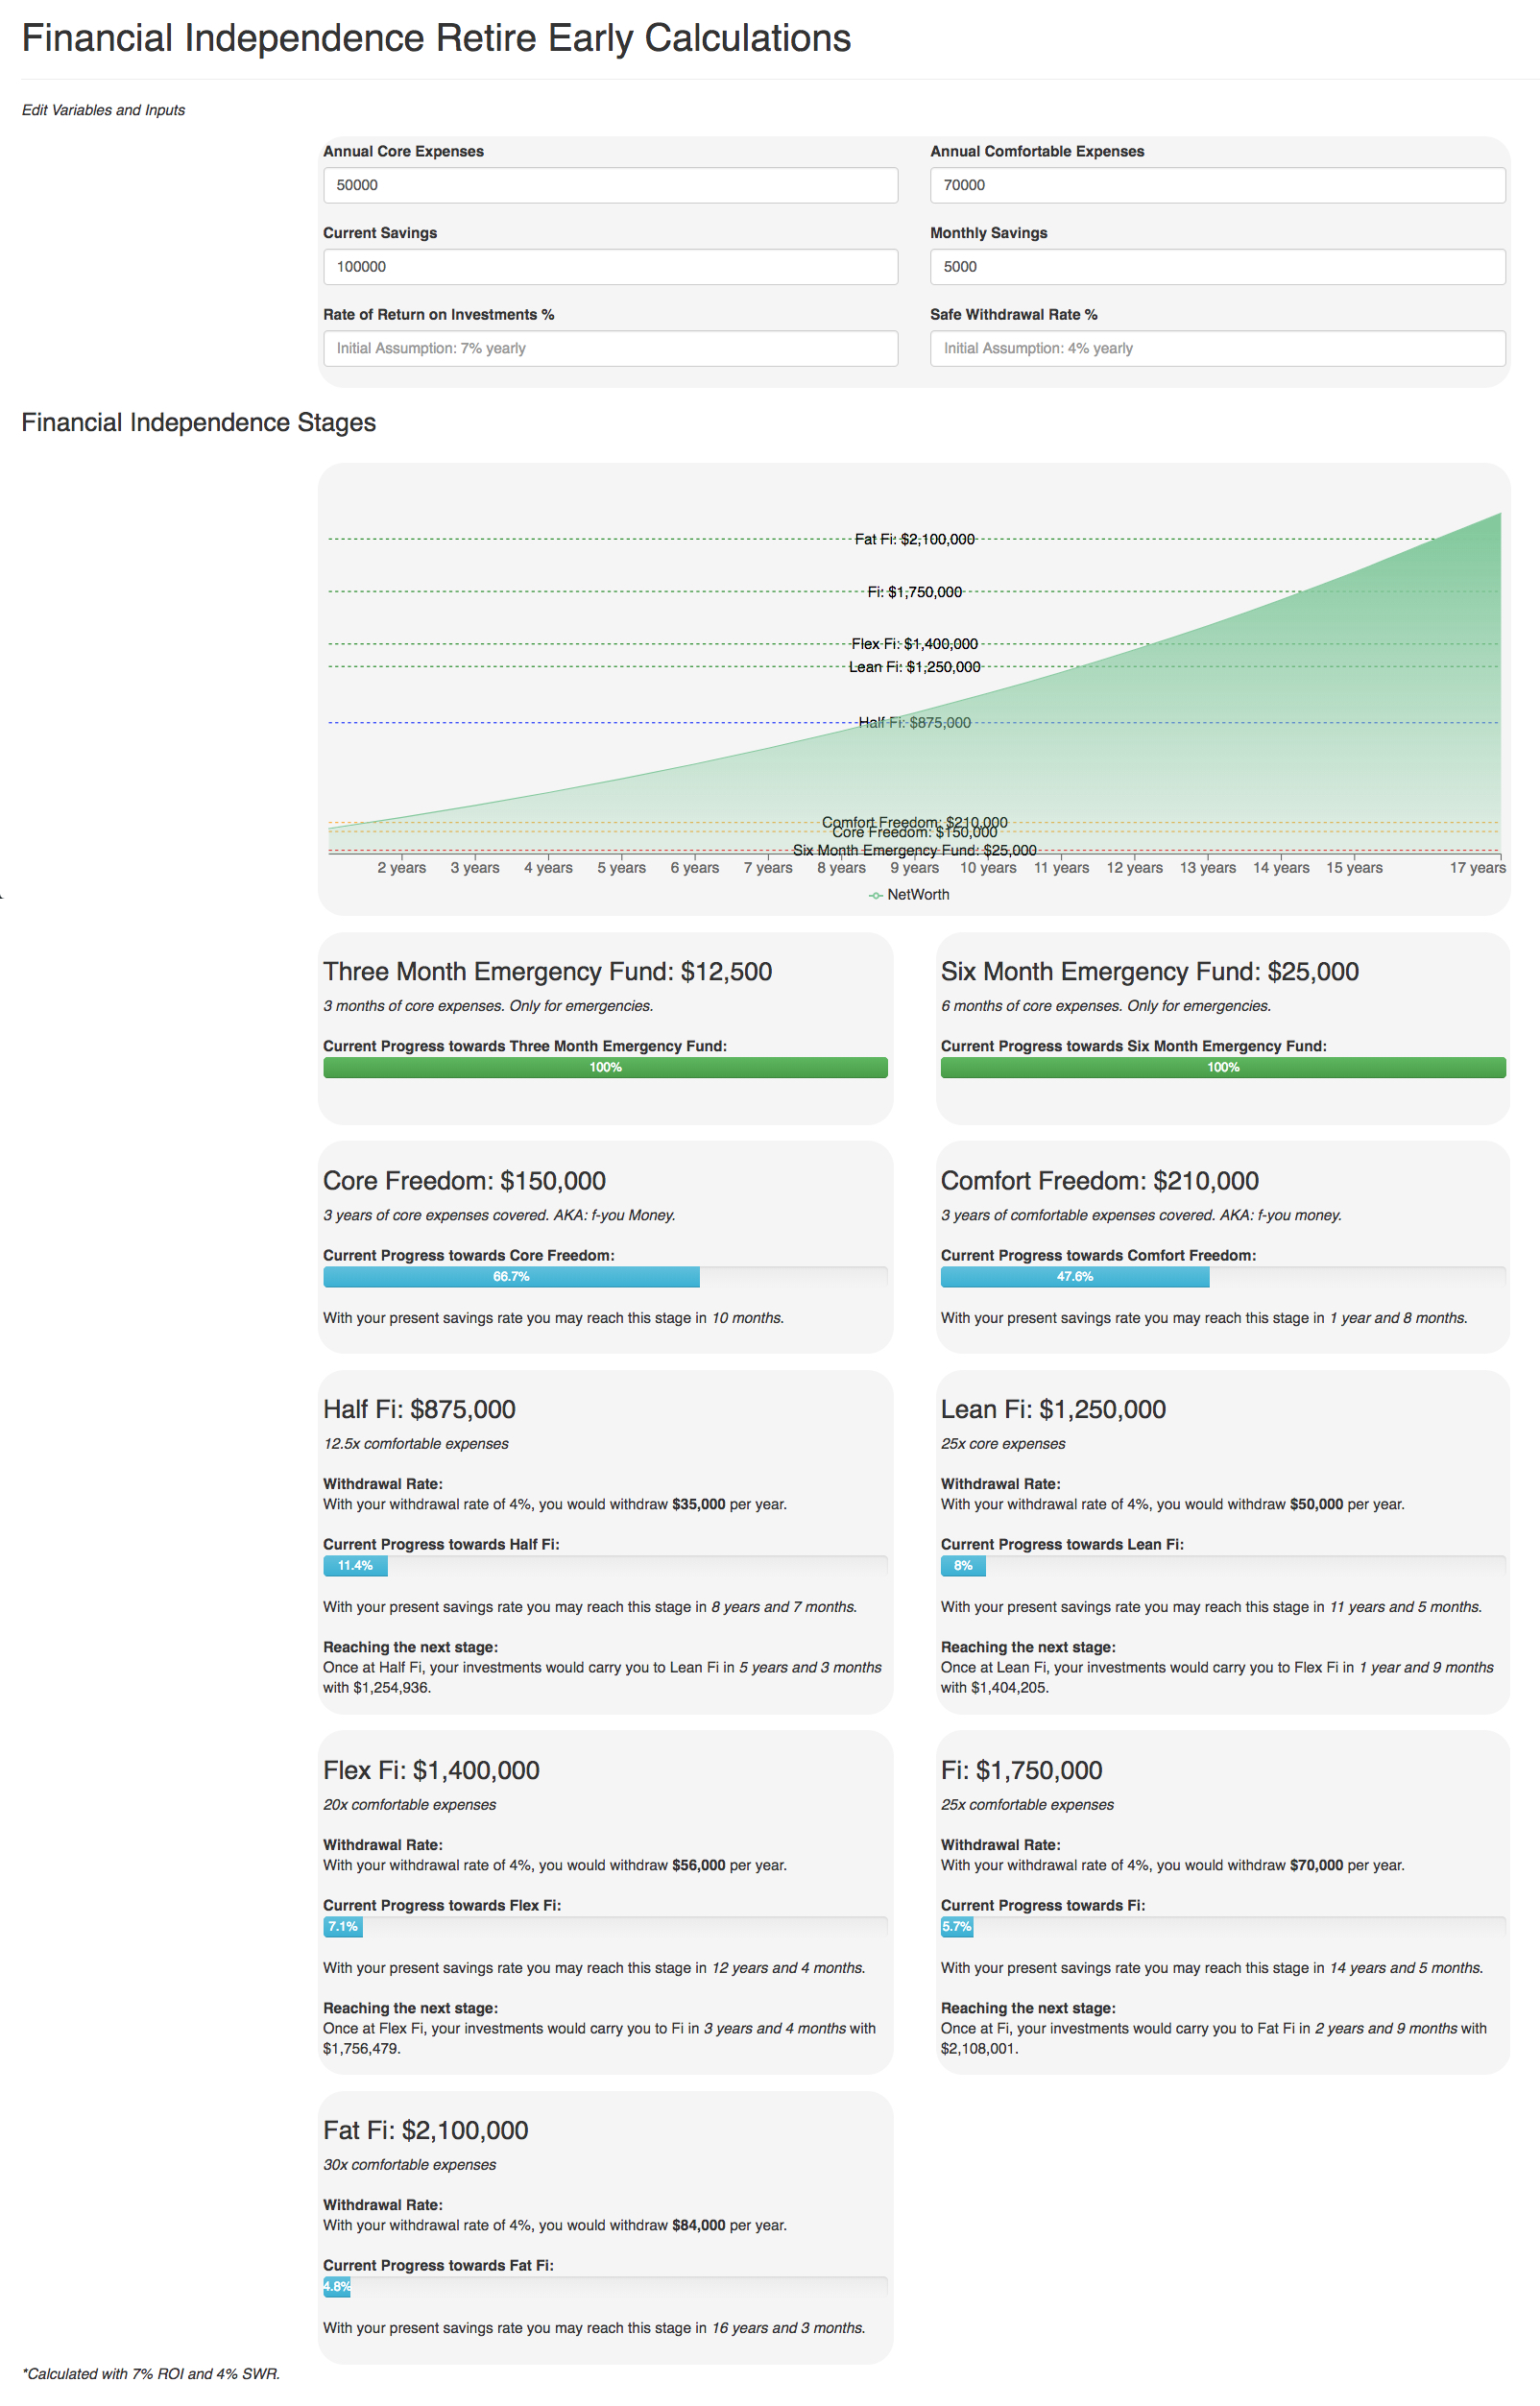 Financial Independence Retire Early Calculations
Edit Variables and Inputs
Annual Core Expenses
Annual Comfortable Expenses
50000
70000
Current Savings
Monthly Savings
100000
5000
Rate of Return on Investments %
Safe Withdrawal Rate %
Initial Assumption: 7% yearly
Initial Assumption: 4% yearly
Financial Independence Stages
Fat Fi: $2,100,000
Fi: $1,750,000
Flex Fi: $1,400,000
Lean Fi: $1,250,000
Half Fi: $875,000
Comfort Freedom: $210,000
Core Freedom: $150,000
Six Month Emergency Fund: $25,000
2 years 3 years 4 years 5 years 6 years 7 years 8 years 9 years 10 years 11 years 12 years 13 years 14 years 15 years 17 years
NetWorth
Three Month Emergency Fund: $12,500
3 months of core expenses. Only for emergencies.
Current Progress towards Three Month Emergency Fund:
100%
Six Month Emergency Fund: $25,000
6 months of core expenses. Only for emergencies.
Current Progress towards Six Month Emergency Fund:
100%
Core Freedom: $150,000
3 years of core expenses covered. AKA: f-you Money.
Current Progress towards Core Freedom:
66.7%
With your present savings rate you may reach this stage in 10 months.
Comfort Freedom: $210,000
3 years of comfortable expenses covered. AKA: f-you money.
Current Progress towards Comfort Freedom:
47.6%
With your present savings rate you may reach this stage in 1 year and 8 months.
Half Fi: $875,000
12.5x comfortable expenses
Withdrawal Rate:
With your withdrawal rate of 4%, you would withdraw $35,000 per year.
Current Progress towards Half Fi:
11.4%
With your present savings rate you may reach this stage in 8 years and 7 months.
Reaching the next stage:
Once at Half Fi, your investments would carry you to Lean Fi in 5 years and 3 months
with $1,254,936.
Lean Fi: $1,250,000
25x core expenses
Withdrawal Rate:
With your withdrawal rate of 4%, you would withdraw $50,000 per year.
Current Progress towards Lean Fi:
8%
With your present savings rate you may reach this stage in 11 years and 5 months.
Reaching the next stage:
Once at Lean Fi, your investments would carry you to Flex Fi in 1 year and 9 months
with $1,404,205.
Flex Fi: $1,400,000
20x comfortable expenses
Withdrawal Rate:
With your withdrawal rate of 4%, you would withdraw $56,000 per year.
Current Progress towards Flex Fi:
7.1%
With your present savings rate you may reach this stage in 12 years and 4 months.
Reaching the next stage:
Once at Flex Fi, your investments would carry you to Fi in 3 years and 4 months with
$1,756,479.
Fi: $1,750,000
25x comfortable expenses
Withdrawal Rate:
With your withdrawal rate of 4%, you would withdraw $70,000 per year.
Current Progress towards Fi:
5.7%
With your present savings rate you may reach this stage in 14 years and 5 months.
Reaching the next stage:
Once at Fi, your investments would carry you to Fat Fi in 2 years and 9 months with
$2,108,001.
Fat Fi: $2,100,000
30x comfortable expenses
Withdrawal Rate:
With your withdrawal rate of 4%, you would withdraw $84,000 per year.
Current Progress towards Fat Fi:
4.8%
With your present savings rate you may reach this stage in 16 years and 3 months.
*Calculated with 7% ROI and 4% SWR.